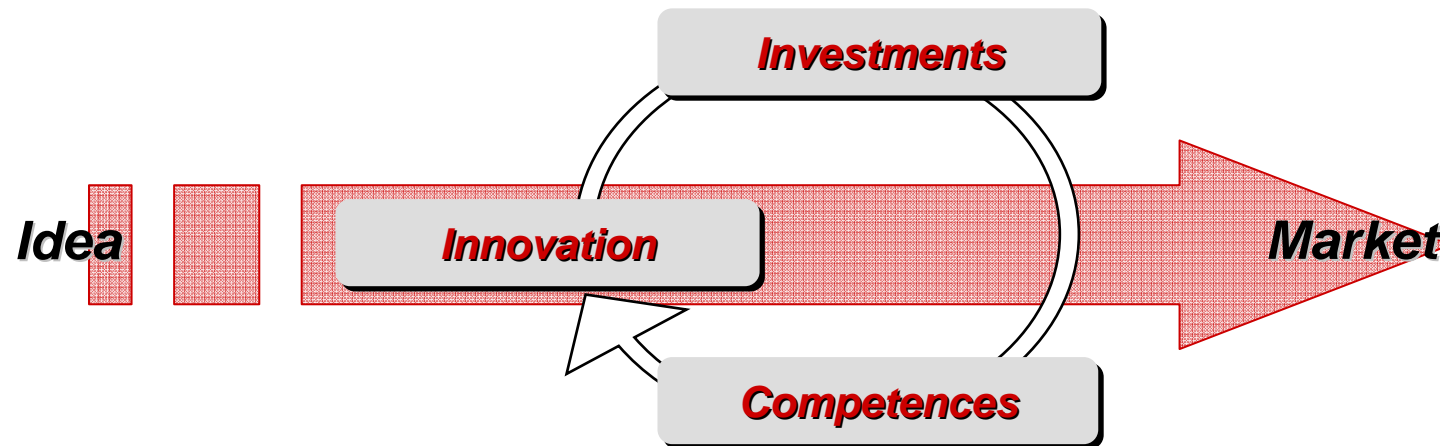 Investments
Idea
Innovation
Market
Competences